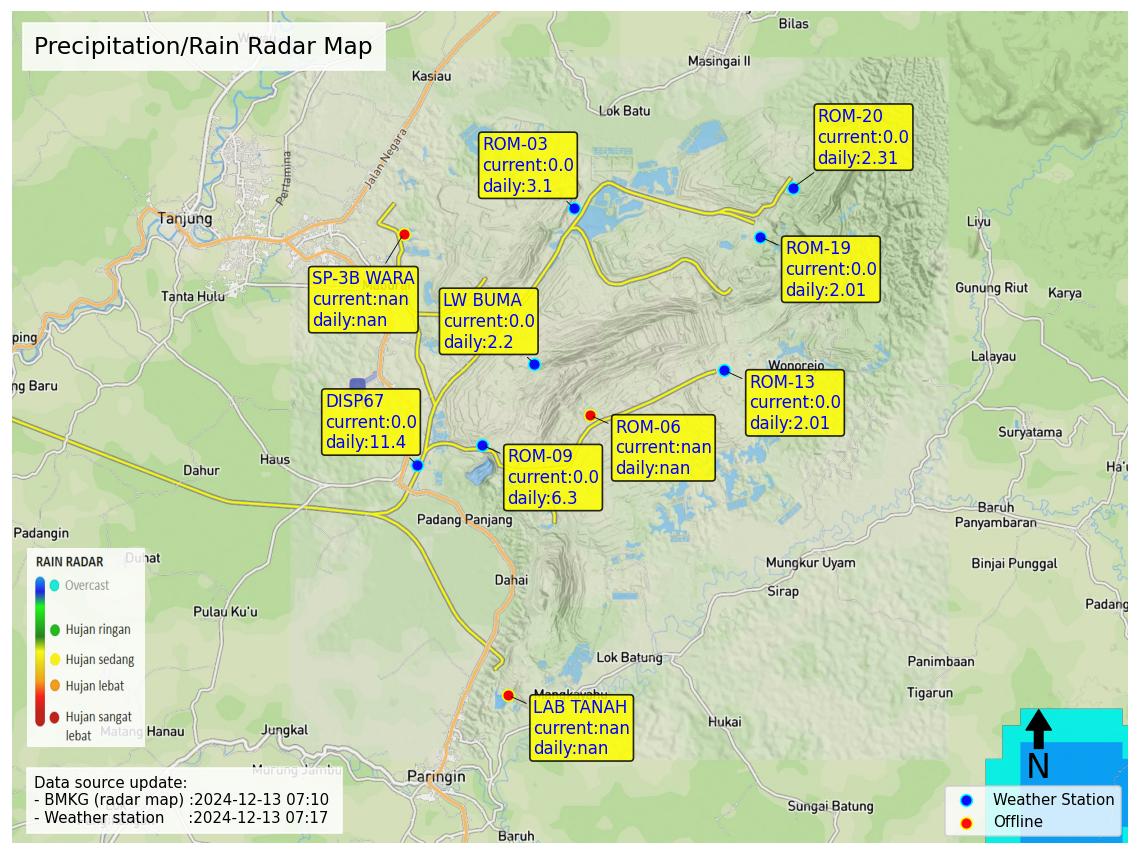 Precipitation/Rain Radar Map
Bilas
Masingai II
Kasiau
Lok Batu
Jalan Negara
Pertamina
Tanjung
Tanta Hulu
ping
ng Baru
Liyu
Gunung Riut
Karya
Lalayau
Wonorejo
Suryatama
Ha'u
ROM-20
current:0.0
daily:2.31
ROM-03
current:0.0
daily:3.1
ROM-19
current:0.0
daily:2.01
SP-3B WARA
current:nan
daily:nan
LW BUMA
current:0.0
daily:2.2
ROM-13
current:0.0
daily:2.01
DISP67
current:0.0
daily:11.4
ROM-06
current:nan
daily:nan
ROM-09
current:0.0
daily:6.3
Dahur
Haus
Padang Panjang
Padangin
Duhat
Baruh
Panyambaran
Binjai Punggal
Mungkur Uyam
Sirap
Padang
Dahai
Pulau Ku'u
RAIN RADAR
Overcast
Hujan ringan
Hujan sedang
Hujan lebat
Hujan sangat
lebat
Lok Batung
Panimbaan
Tigarun
Hukai
LAB TANAH
current:nan
daily:nan
Matang Hanau
Jungkal
Murung Jambu
Paringin
Sungai Batung
Baruh
Data source update:
- BMKG (radar map) :2024-12-13 07:10
- Weather station :2024-12-13 07:17
N
Weather Station
Offline